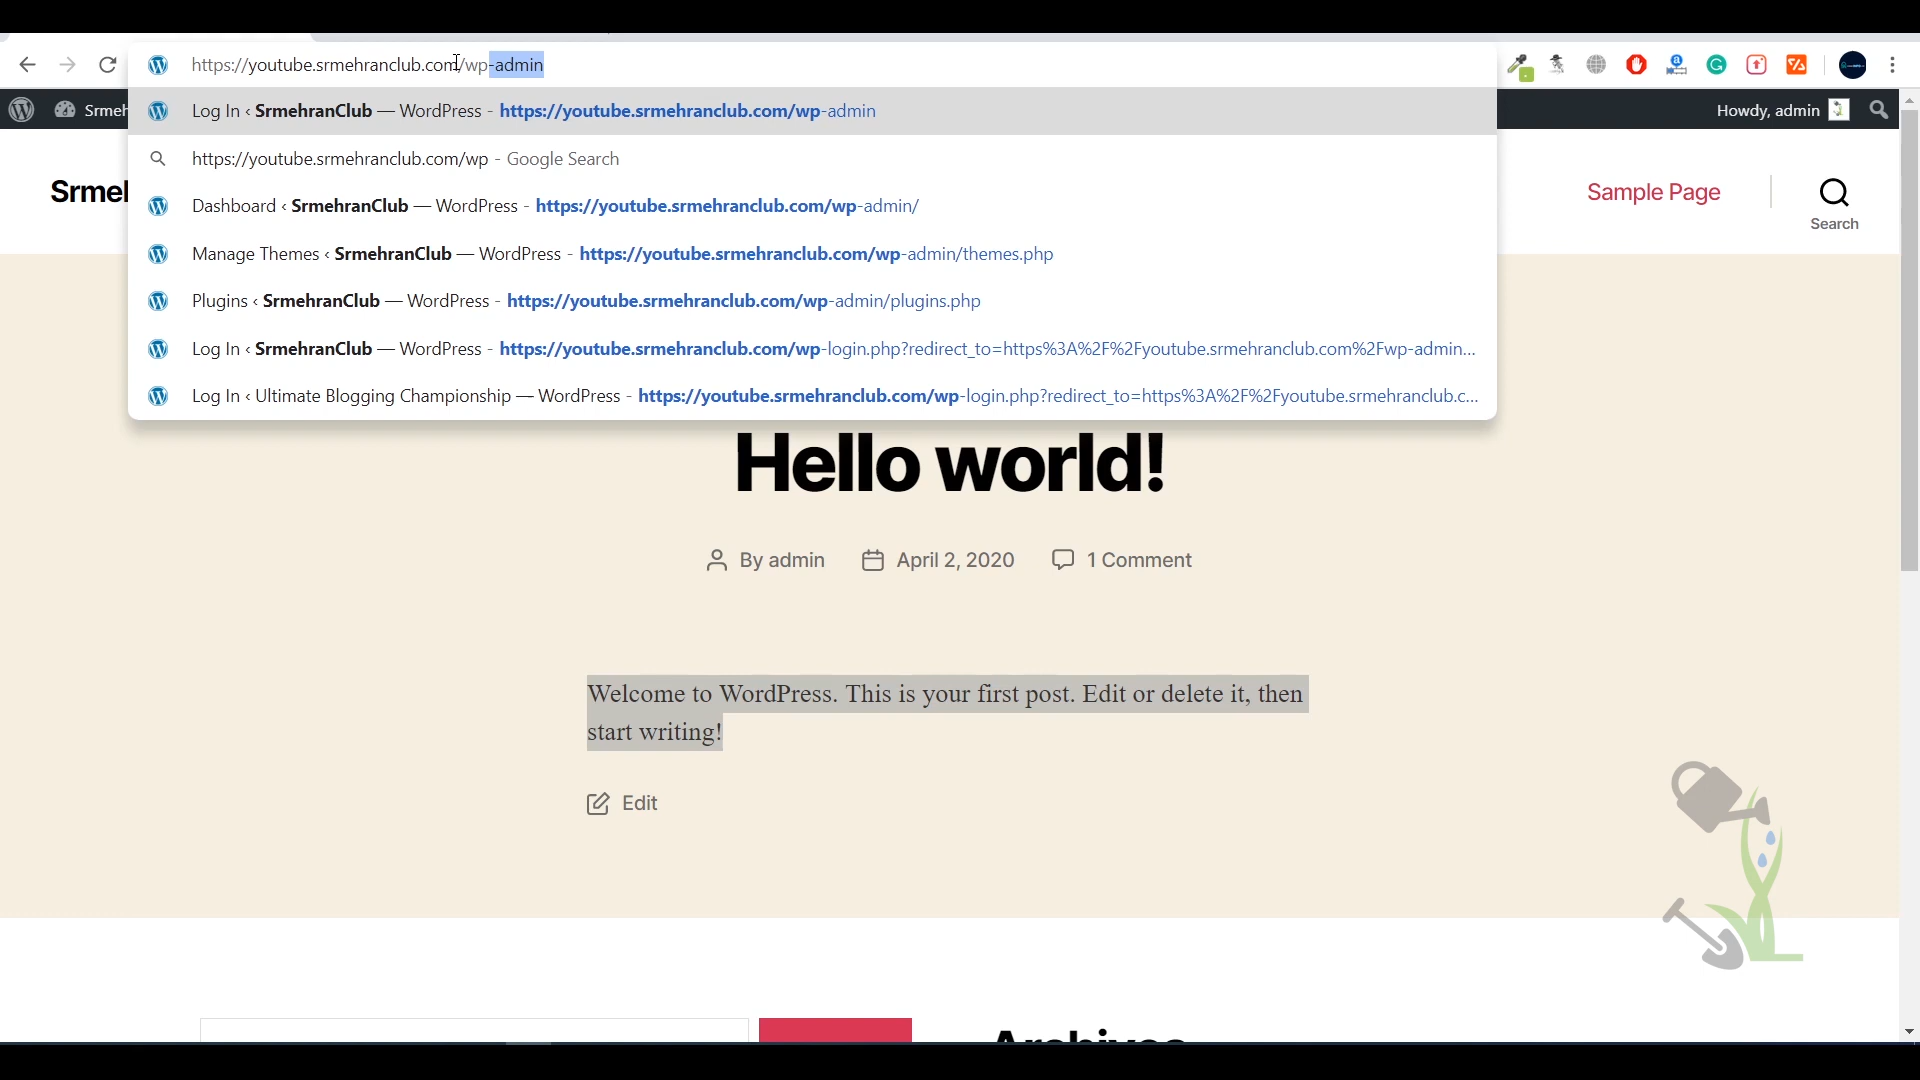 https://youtube.srmehranclub.com/wp-admin
Log In ‹ SrmehranClub — WordPress - https://youtube.srmehranclub.com/wp-admin
Srmeh
Howdy, admin
https://youtube.srmehranclub.com/wp - Google Search
Srmeh
Sample Page
Search
Dashboard ‹ SrmehranClub — WordPress - https://youtube.srmehranclub.com/wp-admin/
Manage Themes ‹ SrmehranClub — WordPress - https://youtube.srmehranclub.com/wp-admin/themes.php
Plugins ‹ SrmehranClub — WordPress - https://youtube.srmehranclub.com/wp-admin/plugins.php
Log In ‹ SrmehranClub — WordPress - https://youtube.srmehranclub.com/wp-login.php?redirect_to=https%3A%2F%2Fyoutube.srmehranclub.com%2Fwp-admin...
Log In ‹ Ultimate Blogging Championship — WordPress - https://youtube.srmehranclub.com/wp-login.php?redirect_to=https%3A%2F%2Fyoutube.srmehranclub.c...
Hello world!
By admin
April 2, 2020
1 Comment
Welcome to WordPress. This is your first post. Edit or delete it, then
start writing!
Edit
Archives